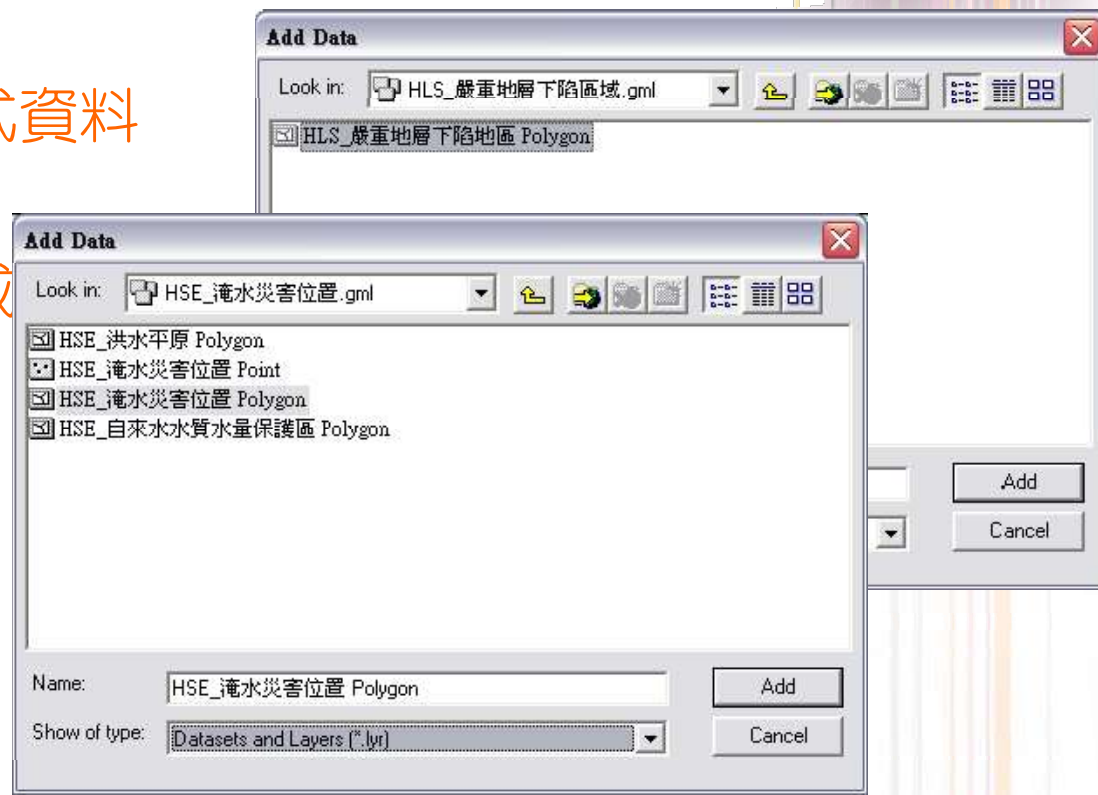 式資料
Add Data
Look in: HLS_嚴重地層下陷區域.gml
HLS_嚴重地層下陷地區 Polygon
Add
Cancel
Add Data
Look in: HSE_淹水災害位置.gml
HSE_洪水平原 Polygon
HSE_淹水災害位置 Point
HSE_淹水災害位置 Polygon
HSE_自來水水質水量保護區 Polygon
Name: HSE_淹水災害位置 Polygon
Add
Show of type: Datasets and Layers (*.lyr)
Cancel